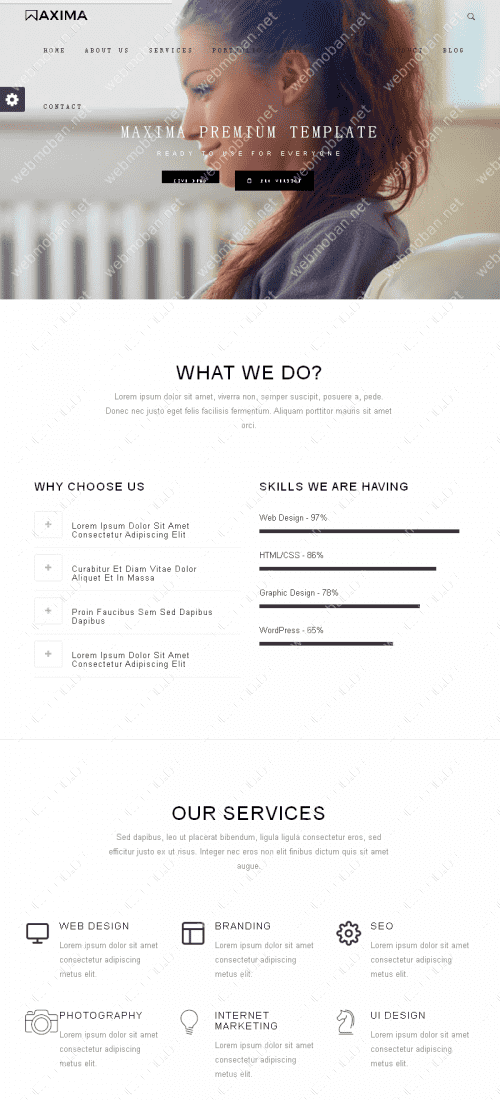 MAXIMA
HOME ABOUT US SERVICES BLOG
CONTACT
MAXIMA PREMIUM TEMPLATE
READY TO USE FOR EVERYONE
WHAT WE DO?
Lorem ipsum dolor sit amet, viverra non, semper suscipit, posuere a, pede.
Donec nec justo eget felis facilisis fermentum. Aliquam porttitor mauris sit amet
orci.
WHY CHOOSE US
Lorem Ipsum Dolor Sit Amet
Consectetur Adipiscing Elit
Curabitur Et Diam Vitae Dolor
Aliquet Et In Massa
Proin Faucibus Sem Sed Dapibus
Dapibus
Lorem Ipsum Dolor Sit Amet
Consectetur Adipiscing Elit
SKILLS WE ARE HAVING
Web Design - 97%
HTML/CSS - 86%
Graphic Design - 78%
WordPress - 65%
OUR SERVICES
Sed dapibus, leo ut placerat bibendum, ligula ligula consectetur eros, sed
efficitur justo ex ut risus. Integer nec eros non elit finibus dictum quis sit amet
augue.
WEB DESIGN
Lorem ipsum dolor sit amet
consectetur adipiscing
metus elit.
BRANDING
Lorem ipsum dolor sit amet
consectetur adipiscing
metus elit.
SEO
Lorem ipsum dolor sit amet
consectetur adipiscing
metus elit.
PHOTOGRAPHY
Lorem ipsum dolor sit amet
consectetur adipiscing
metus elit.
INTERNET
MARKETING
Lorem ipsum dolor sit amet
consectetur adipiscing
metus elit.
UI DESIGN
Lorem ipsum dolor sit amet
consectetur adipiscing
metus elit.
webmoban.net